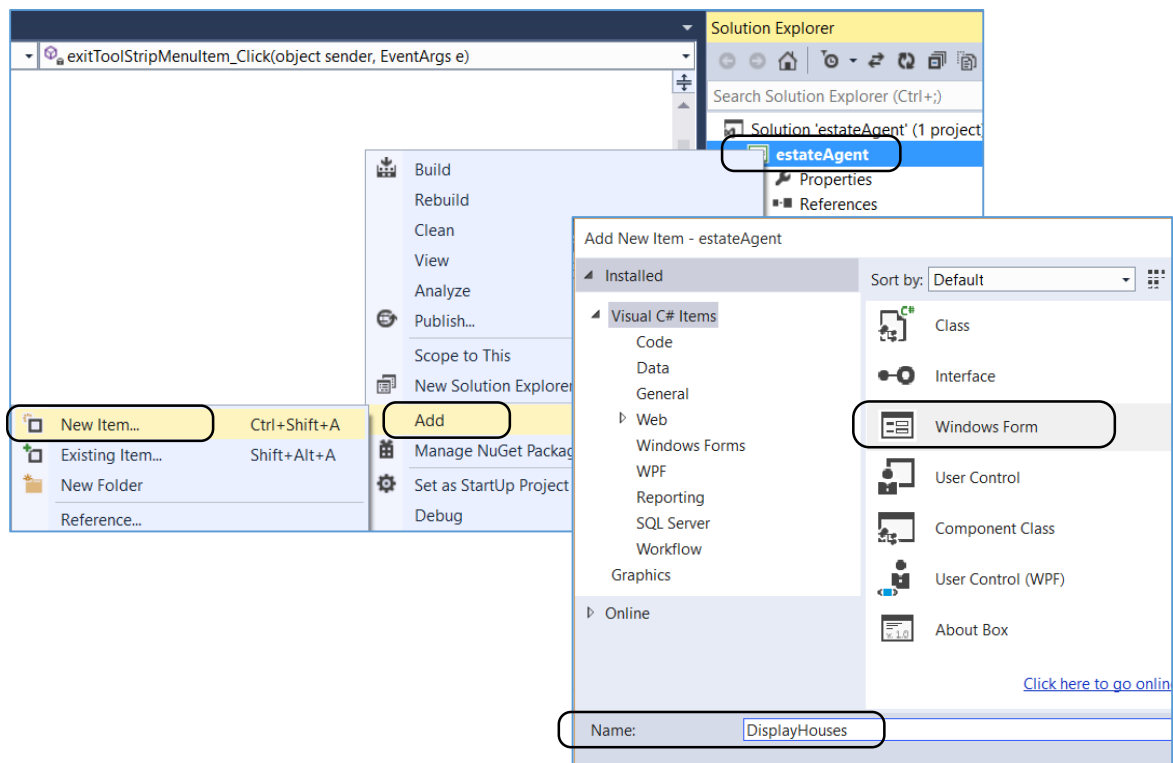 Solution Explorer
exitToolStripMenuItem_Click(object sender, EventArgs e)
Search Solution Explorer (Ctrl+;)
Solution 'estateAgent' (1 project
estateAgent
Properties
References
Build
Rebuild
Clean
View
Analyze
Publish...
Scope to This
New Solution Explorer
Add
Manage NuGet Packag
Set as StartUp Project
Debug
New Item... Ctrl+Shift+A
Existing Item... Shift+Alt+A
New Folder
Reference...
Add New Item - estateAgent
Installed
Sort by: Default
Visual C# Items
Code
Data
General
Web
Windows Forms
WPF
Reporting
SQL Server
Workflow
Graphics
Online
C#
Class
Interface
Windows Form
User Control
Component Class
User Control (WPF)
v. 1.0
About Box
Click here to go onlin
Name: DisplayHouses